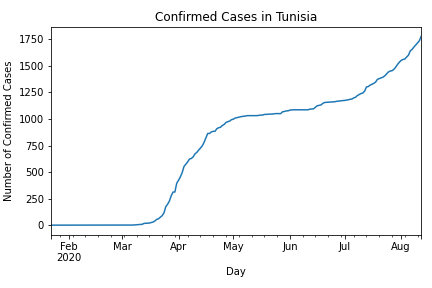 Confirmed Cases in Tunisia
Number of Confirmed Cases
1750
1500
1250
1000
750
500
250
0
Feb Mar Apr May Jun Jul Aug
2020
Day